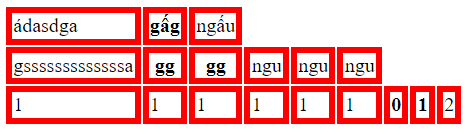 ádasdga gấg ngấu
gsssssssssssssa gg gg ngu ngu ngu
1 1 1 1 1 1 0 1 2